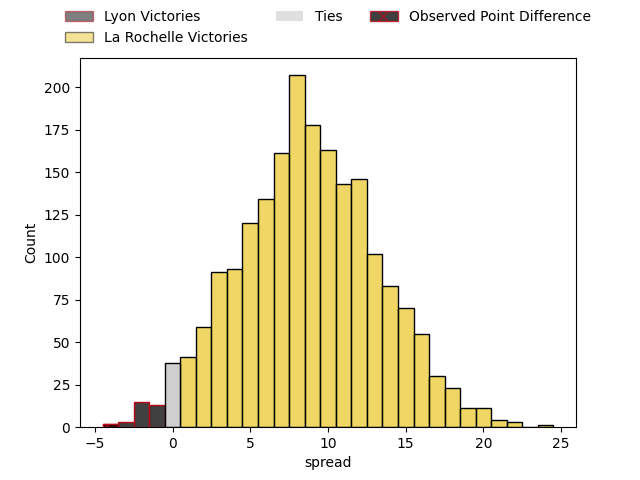 Lyon Victories
La Rochelle Victories
Ties
Observed Point Difference
200
175
150
125
100
75
50
25
0
Count
−5 0 5 10 15 20 25
spread